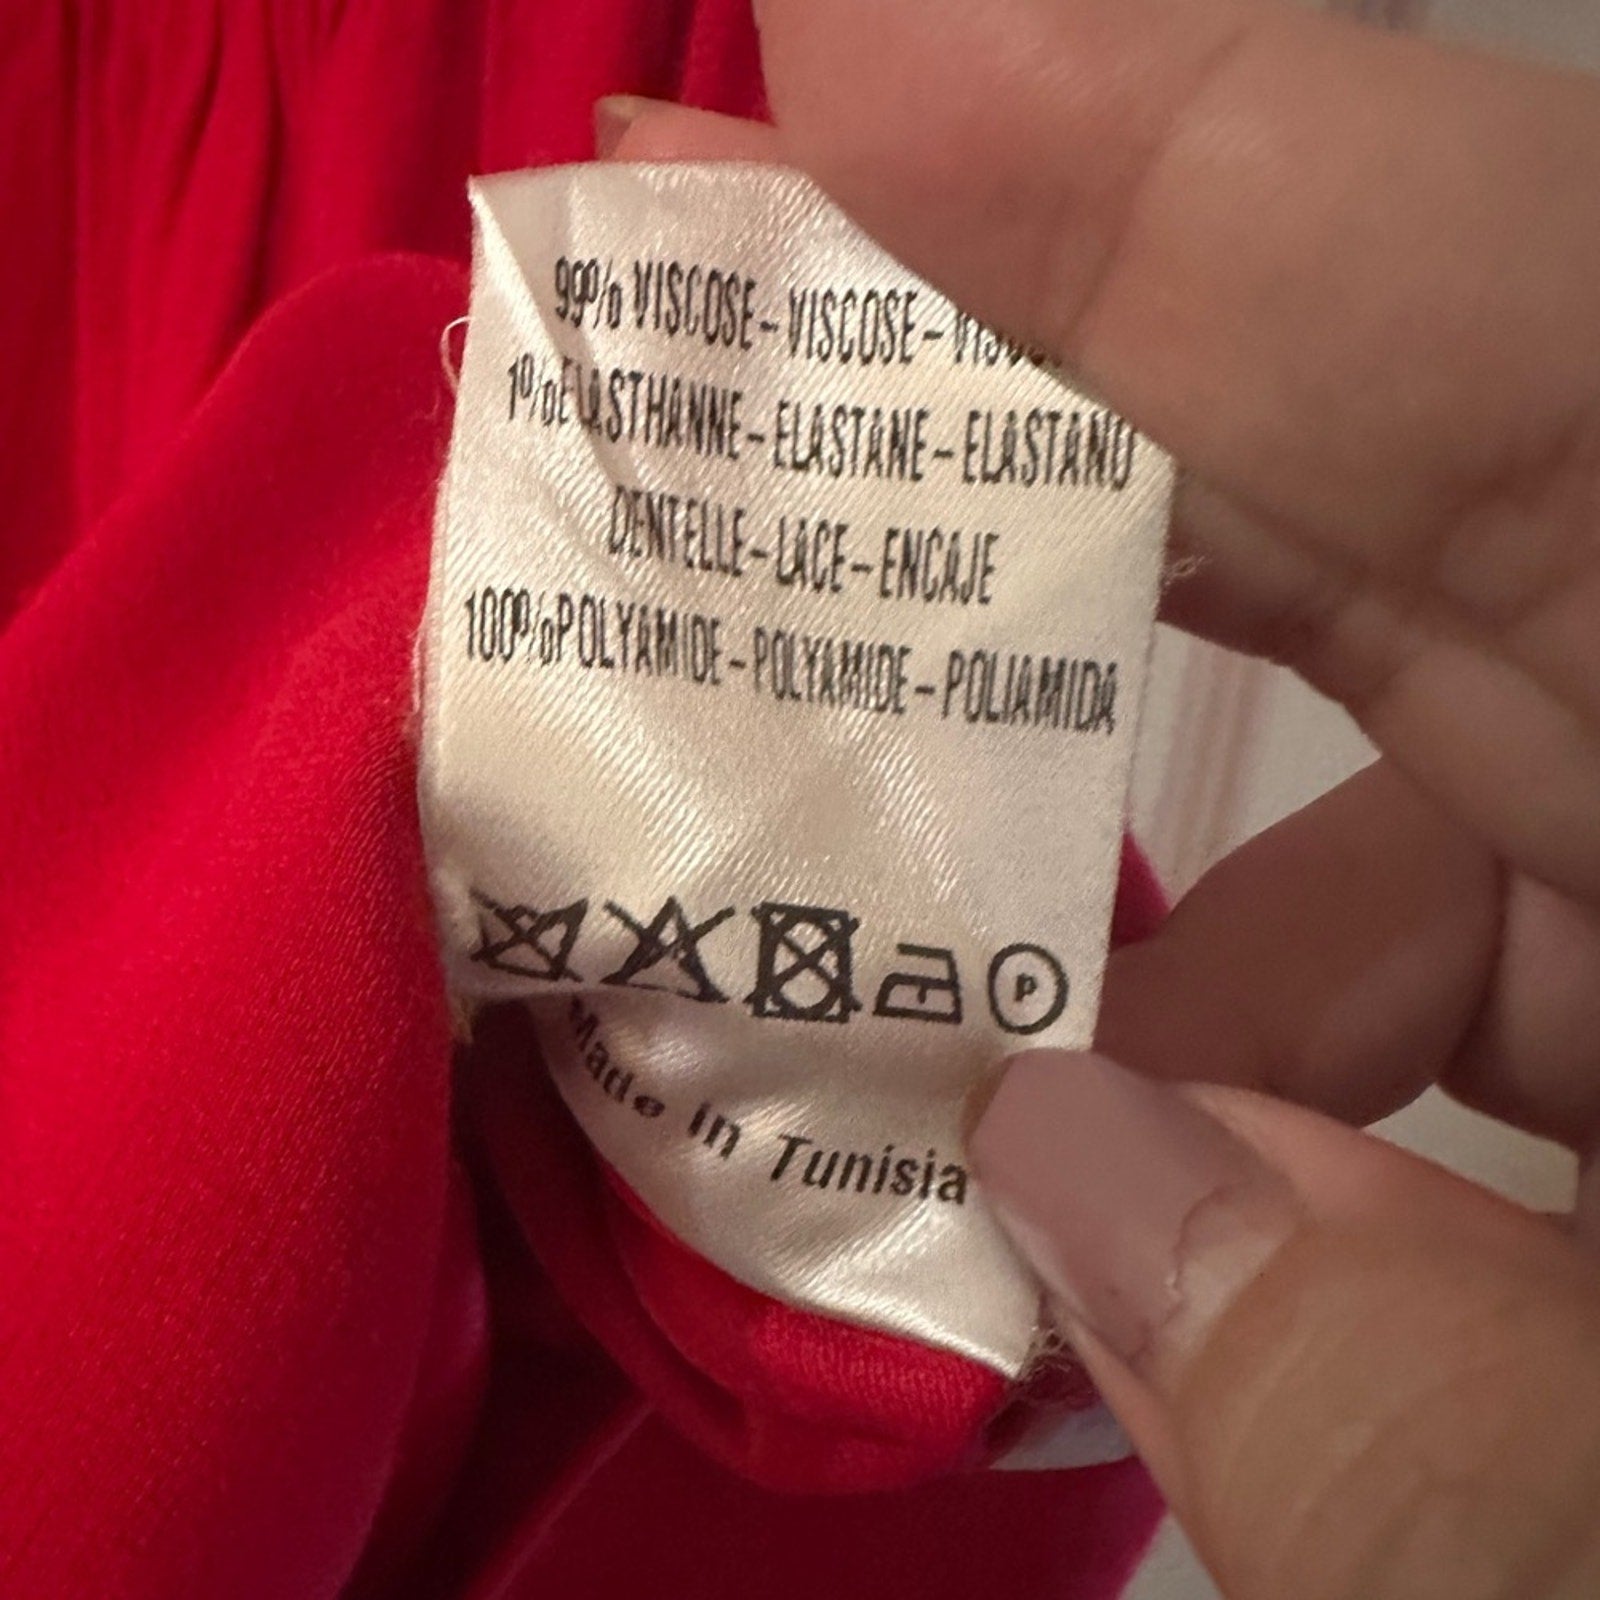 99% VISCOSE - VISCOSE -
1% ELASTHANNE - ELASTANE - ELASTANO
DENTELLE - LACE - ENCAJE
100% POLYAMIDE - POLYAMIDE - POLIAMIDA
P
Made in Tunisia